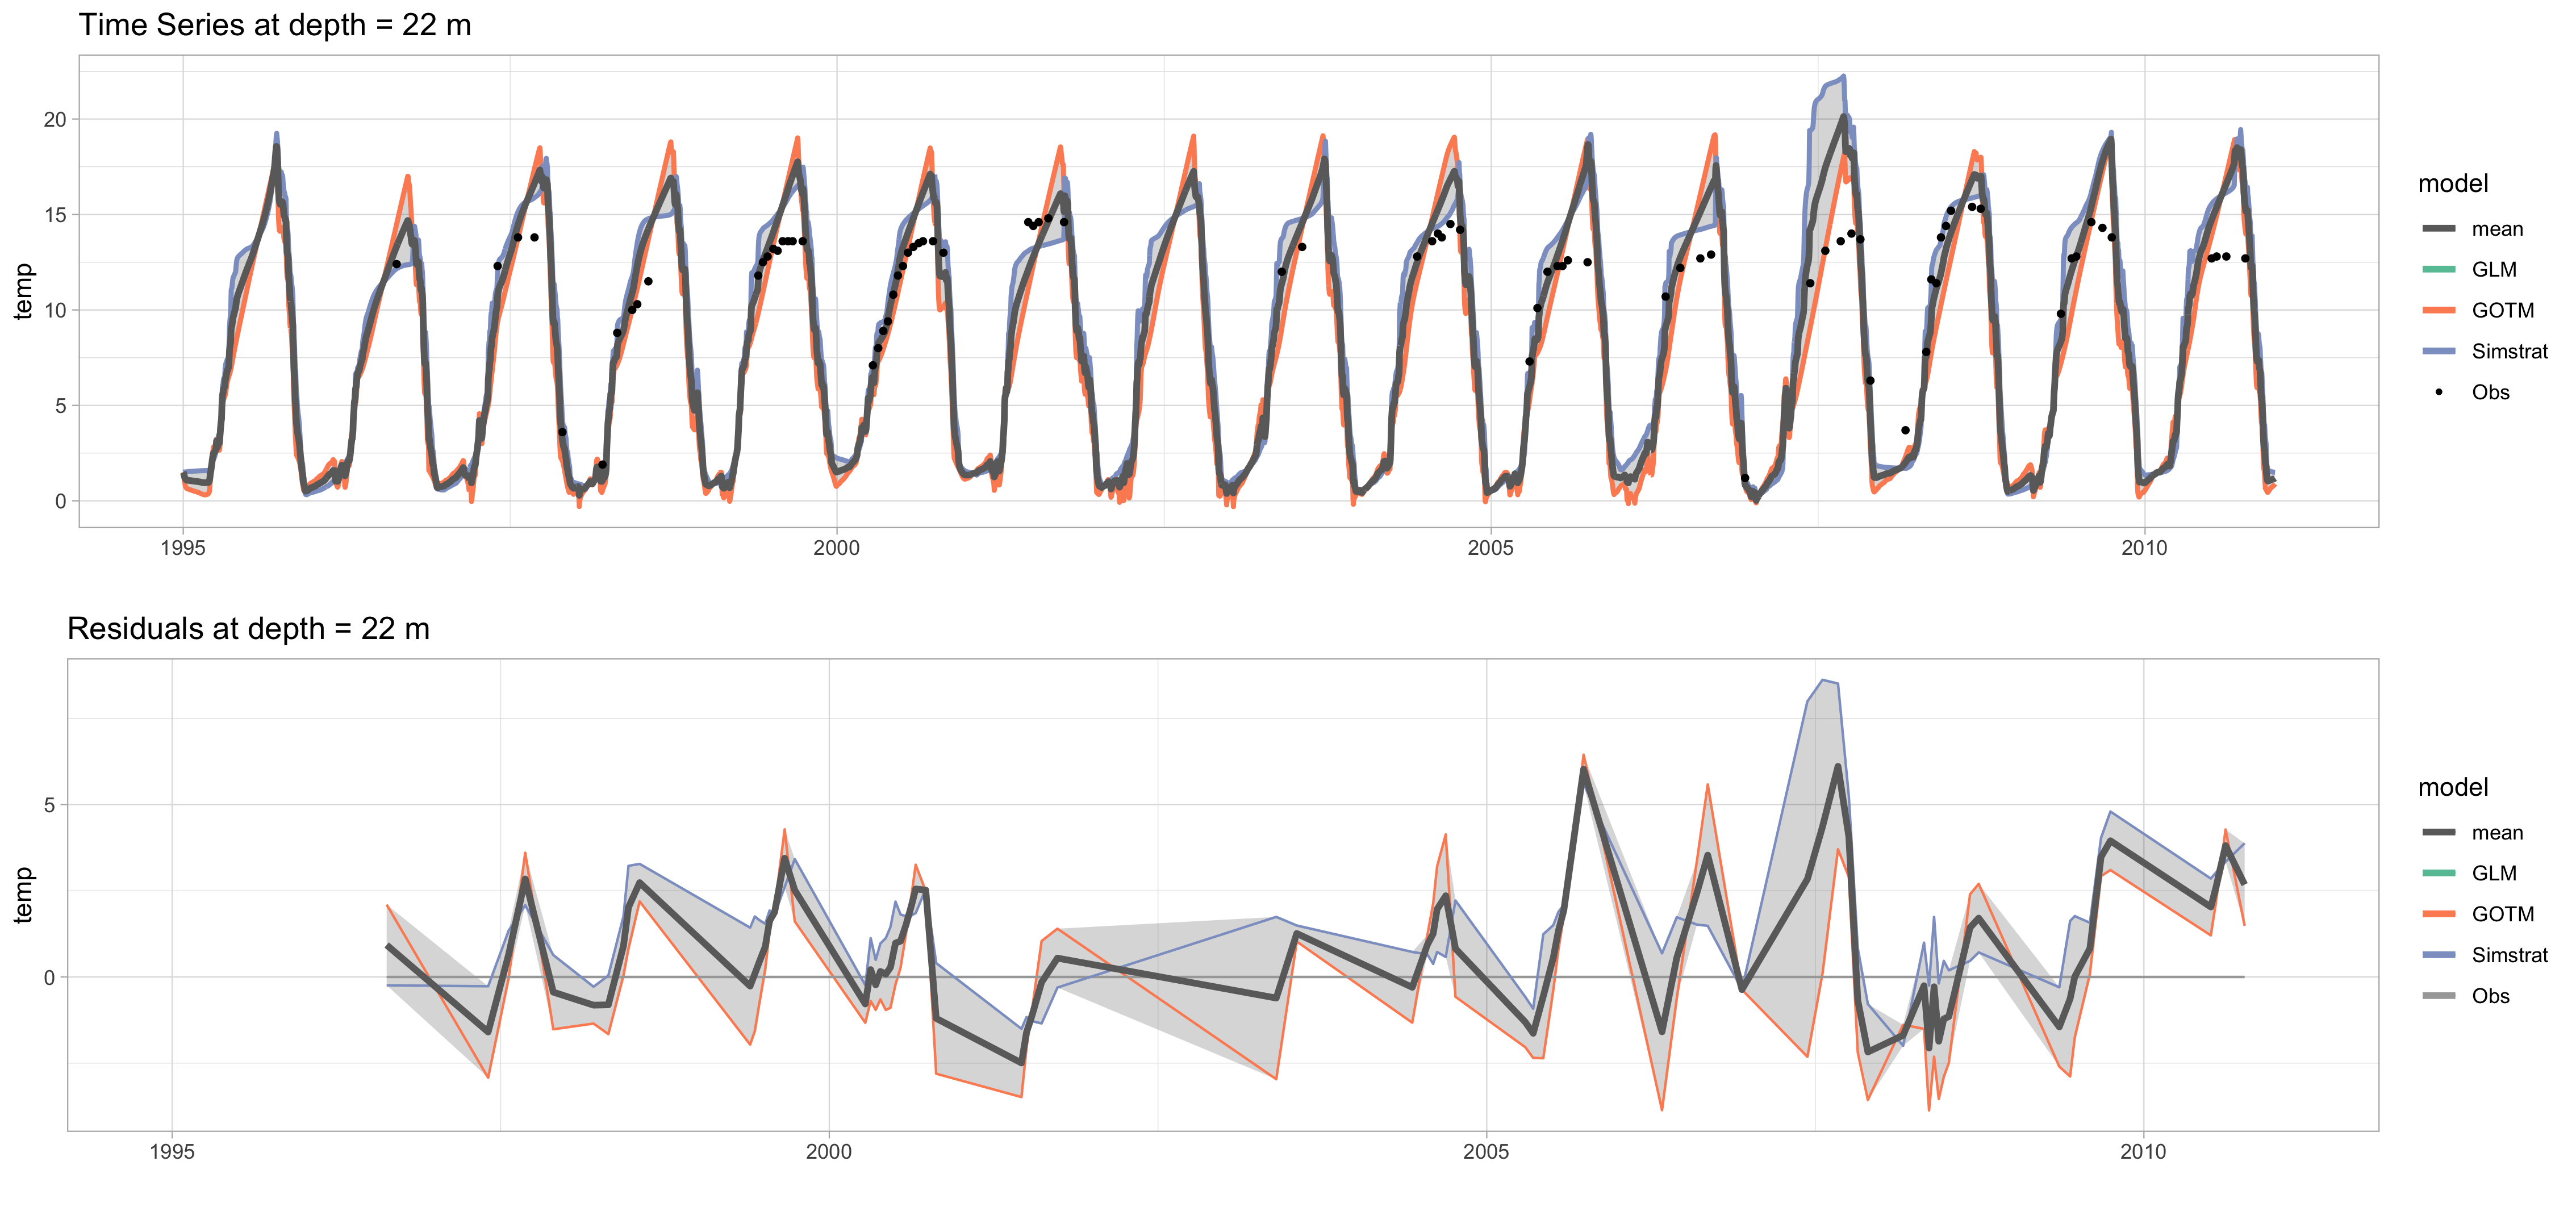 Time Series at depth = 22 m
temp
20
15
10
5
0
1995
2000
2005
2010
model
mean
GLM
GOTM
Simstrat
Obs
Residuals at depth = 22 m
temp
5
0
1995
2000
2005
2010
model
mean
GLM
GOTM
Simstrat
Obs